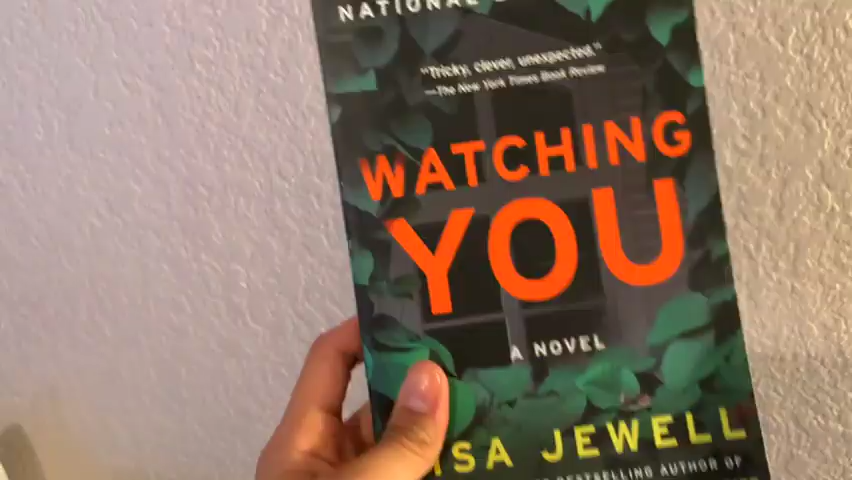 NATIONAL
"Tricky, clever, unexpected."
—The New York Times Book Review
WATCHING
YOU
A NOVEL
ISA JEWELL
BESTSELLING AUTHOR OF